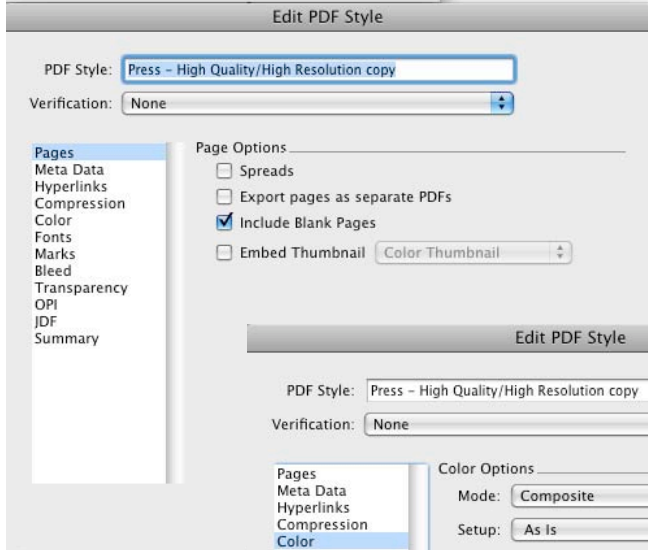 Edit PDF Style
PDF Style: Press – High Quality/High Resolution copy
Verification: None
Pages
Meta Data
Hyperlinks
Compression
Color
Fonts
Marks
Bleed
Transparency
OPI
JDF
Summary
Page Options
Spreads
Export pages as separate PDFs
Include Blank Pages
Embed Thumbnail Color Thumbnail
Edit PDF Style
PDF Style: Press – High Quality/High Resolution copy
Verification: None
Pages
Meta Data
Hyperlinks
Compression
Color
Color Options
Mode: Composite
Setup: As Is